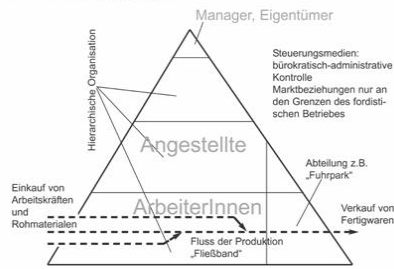 Manager, Eigentümer
Hierarchische Organisation
Steuerungsmedien:
bürokratisch-administrative
Kontrolle
Marktbeziehungen nur an
den Grenzen des fordisti-
schen Betriebes
Angestellte
Abteilung z.B.
„Fuhrpark“
Einkauf von
Arbeitskräften
und
Rohmaterialen
ArbeiterInnen
Verkauf von
Fertigwaren
Fluss der Produktion
„Fließband“